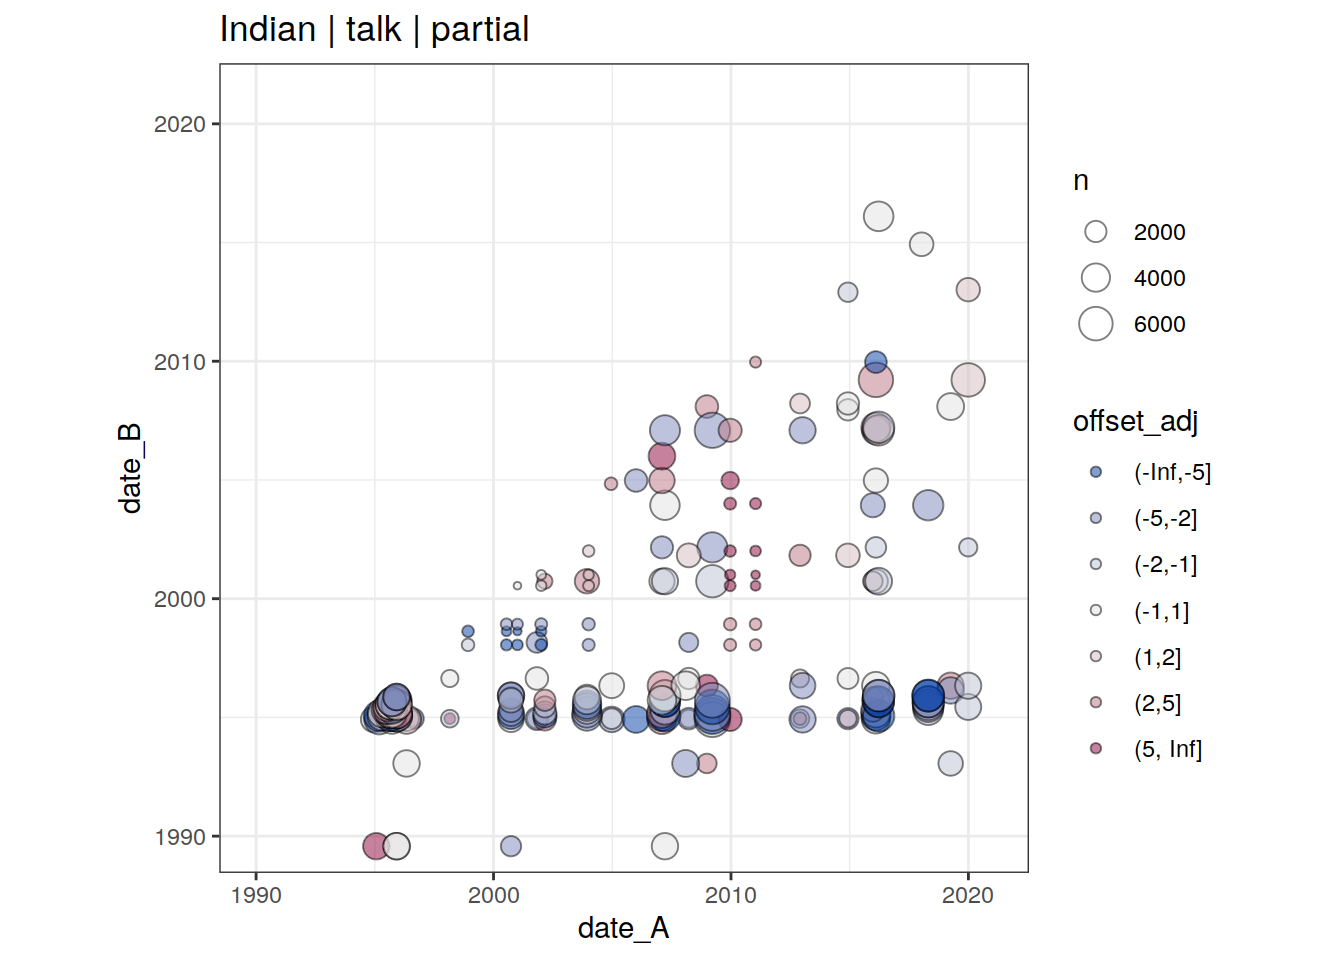 Indian | talk | partial
2020
2010
2000
1990
date_B
1990
2000
2010
2020
date_A
n
2000
4000
6000
offset_adj
(-Inf,-5]
(-5,-2]
(-2,-1]
(-1,1]
(1,2]
(2,5]
(5, Inf]